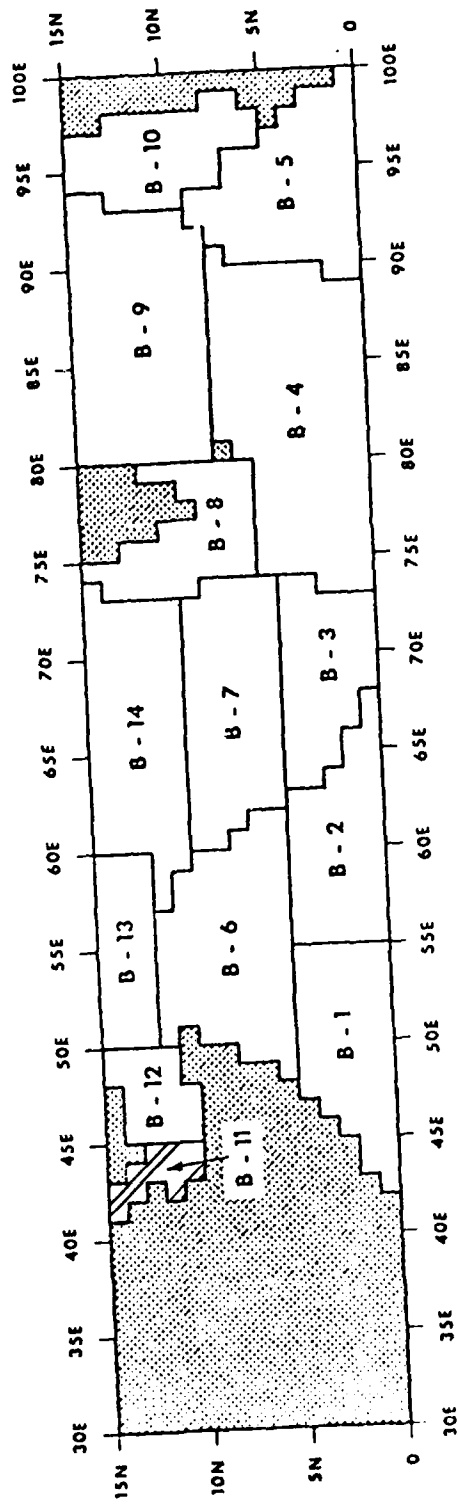 30E 35E 40E 45E 50E 55E 60E 65E 70E 75E 80E 85E 90E 95E 100E
15N 15N
B - 12 B - 13 B - 14 B - 9 B - 10
10N 10N
B - 11 B - 6 B - 7 B - 8
5N 5N
B - 1 B - 2 B - 3 B - 4 B - 5
0 0
30E 35E 40E 45E 50E 55E 60E 65E 70E 75E 80E 85E 90E 95E 100E